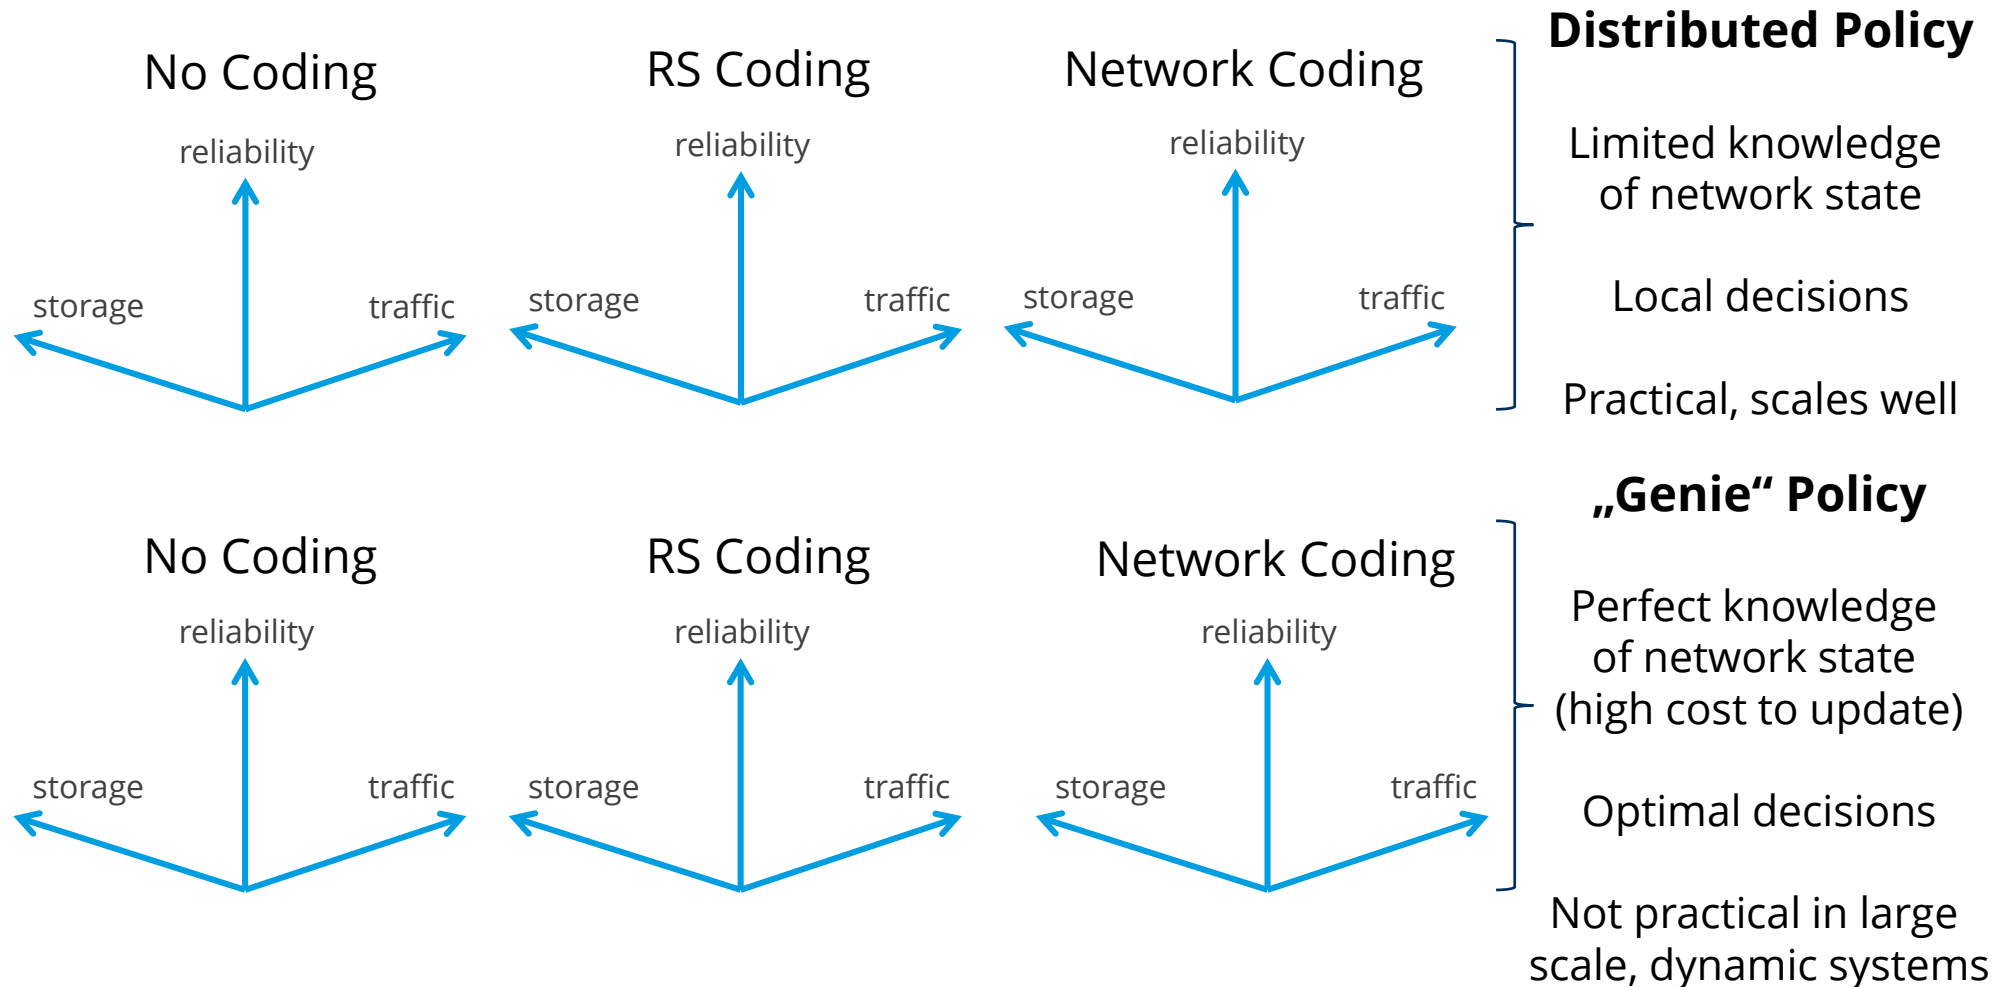 Distributed Policy
No Coding
RS Coding
Network Coding
reliability
reliability
reliability
Limited knowledge
of network state
storage
traffic
storage
traffic
storage
traffic
Local decisions
Practical, scales well
„Genie“ Policy
No Coding
RS Coding
Network Coding
reliability
reliability
reliability
Perfect knowledge
of network state
(high cost to update)
storage
traffic
storage
traffic
storage
traffic
Optimal decisions
Not practical in large
scale, dynamic systems